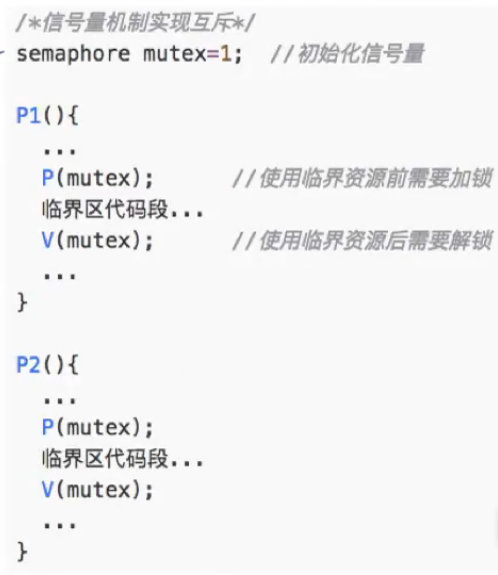 /*信号量机制实现互斥*/
semaphore mutex=1;  //初始化信号量
P1(){
...
P(mutex);  //使用临界资源前需要加锁
临界区代码段...
V(mutex);  //使用临界资源后需要解锁
...
}
P2(){
...
P(mutex);
临界区代码段...
V(mutex);
...
}